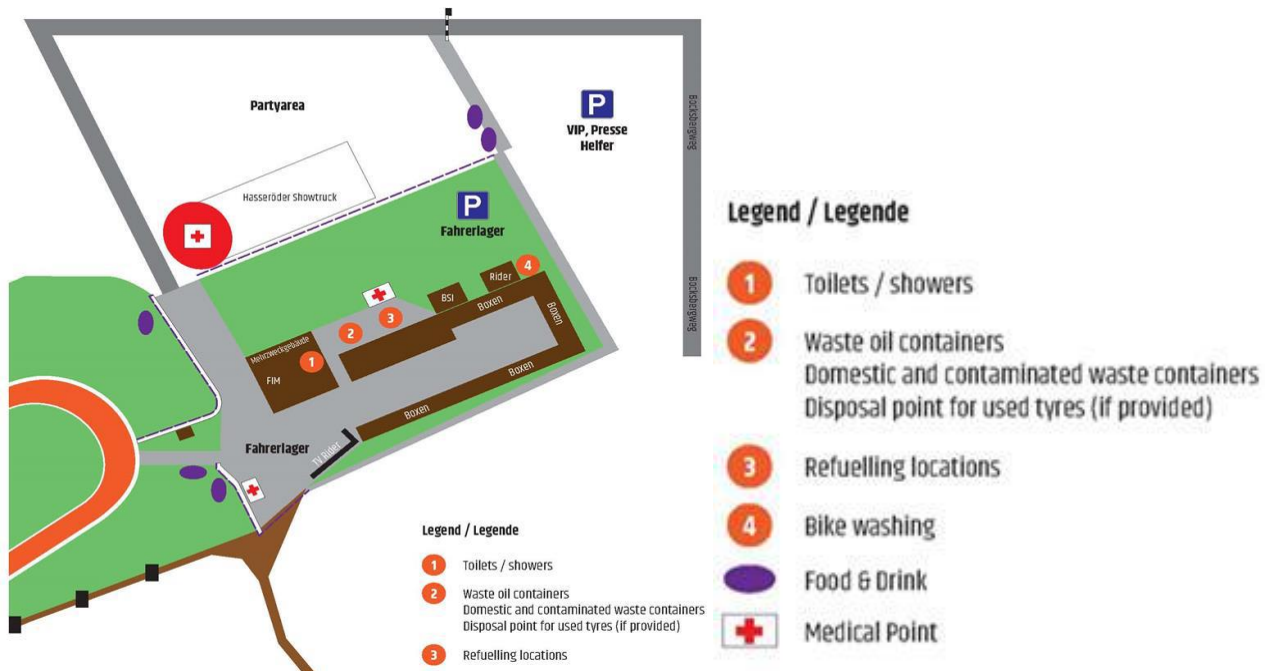 Partyarea
P
VIP, Presse
Helfer
Bocksbergweg
Hasseröder Showtruck
P
Fahrerlager
4
Rider
BSI
Boxen
Boxen
Bocksbergweg
3
2
Mehrzweckgebäude
1
FIM
Boxen
Boxen
Fahrerlager
TV Rider
Legend / Legende
1 Toilets / showers
2 Waste oil containers
Domestic and contaminated waste containers
Disposal point for used tyres (if provided)
3 Refuelling locations
Legend / Legende
1 Toilets / showers
2 Waste oil containers
Domestic and contaminated waste containers
Disposal point for used tyres (if provided)
3 Refuelling locations
4 Bike washing
Food & Drink
Medical Point